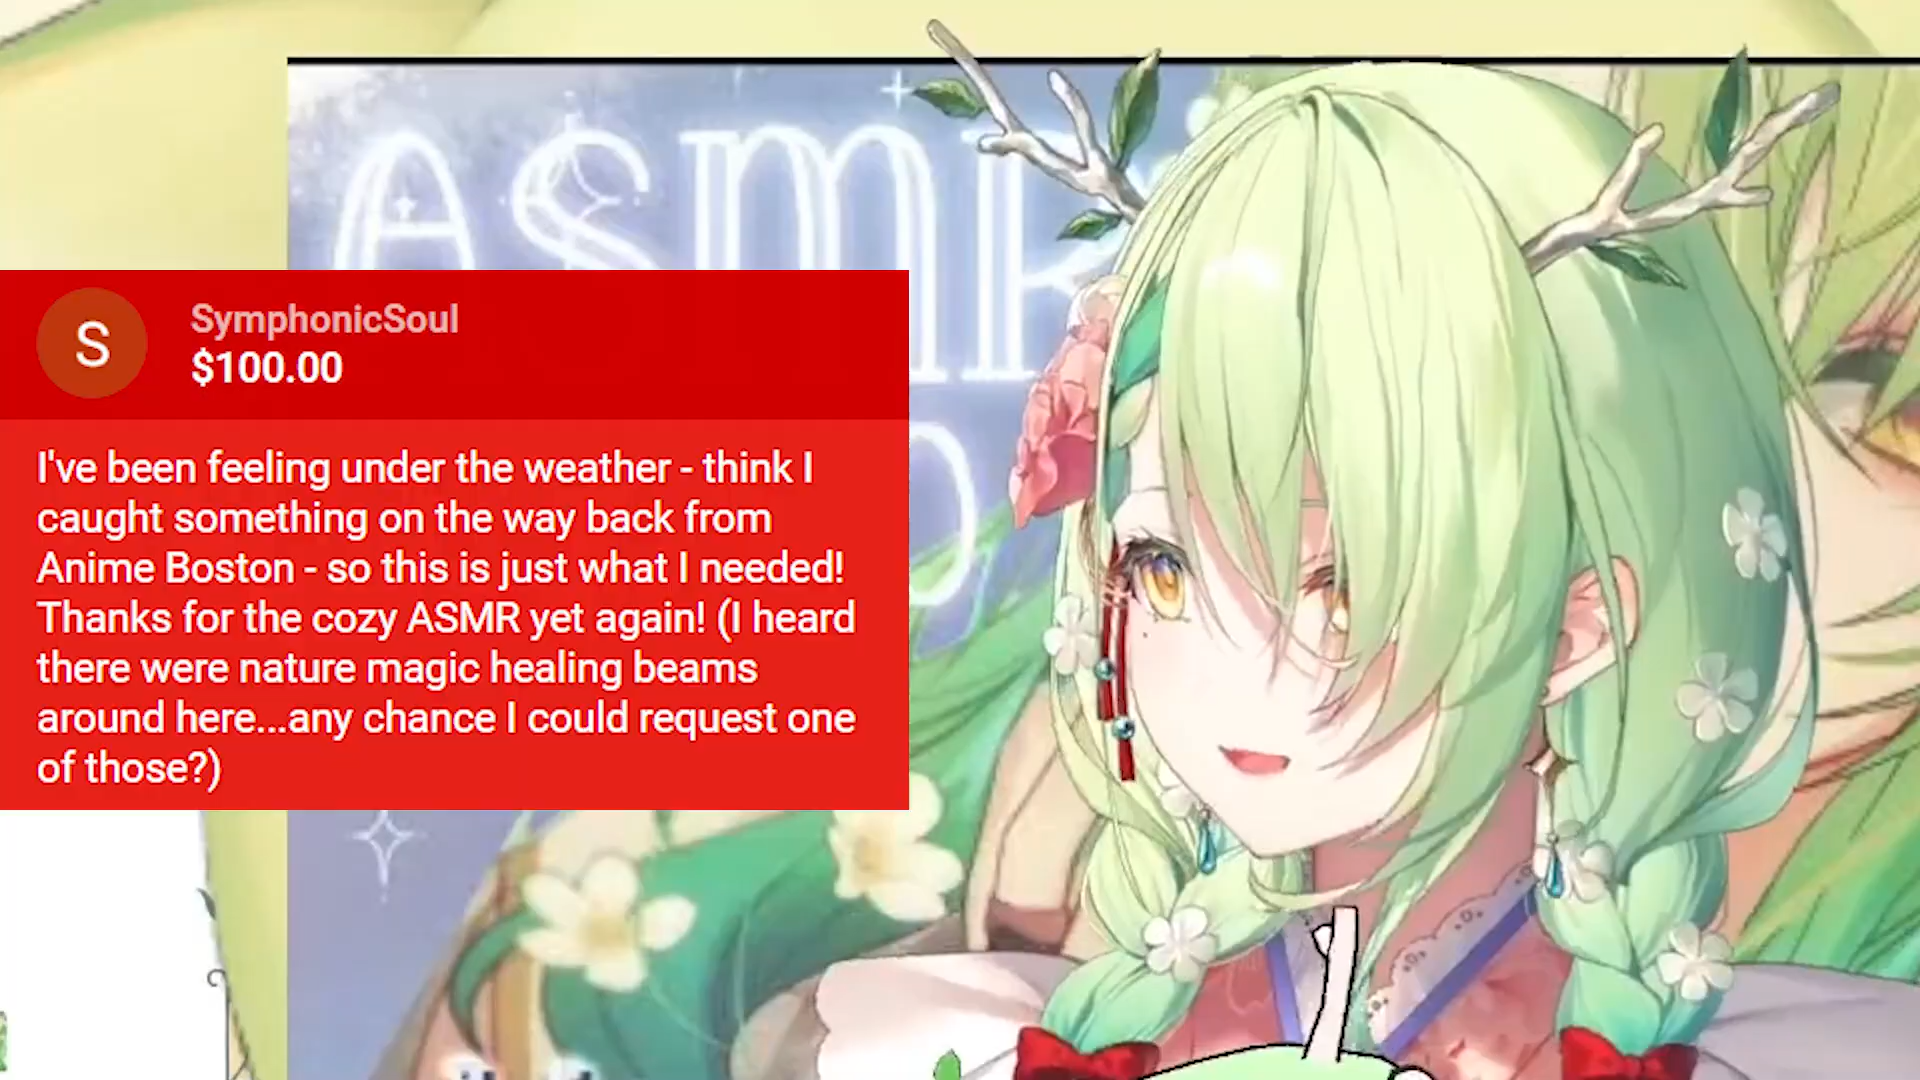 ASMR
S
SymphonicSoul
$100.00
I've been feeling under the weather - think I
caught something on the way back from
Anime Boston - so this is just what I needed!
Thanks for the cozy ASMR yet again! (I heard
there were nature magic healing beams
around here...any chance I could request one
of those?)